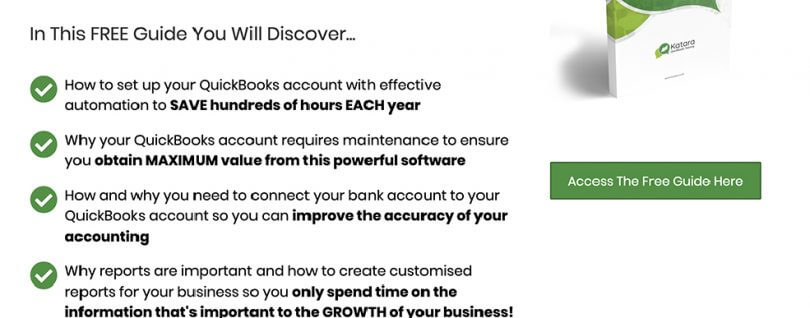 In This FREE Guide You Will Discover...
How to set up your QuickBooks account with effective
automation to SAVE hundreds of hours EACH year
Why your QuickBooks account requires maintenance to ensure
you obtain MAXIMUM value from this powerful software
How and why you need to connect your bank account to your
QuickBooks account so you can improve the accuracy of your
accounting
Why reports are important and how to create customised
reports for your business so you only spend time on the
information that's important to the GROWTH of your business!
Katara
Access The Free Guide Here